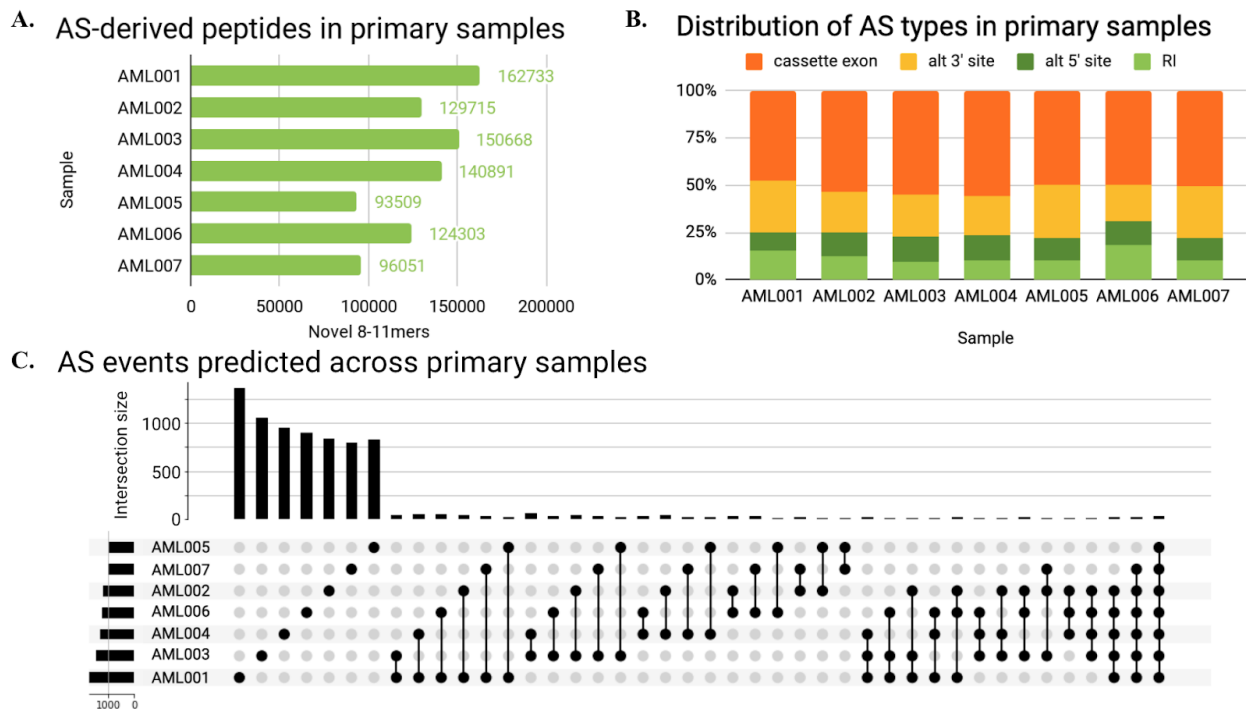 A. AS-derived peptides in primary samples
Sample
AML001 162733
AML002 129715
AML003 150668
AML004 140891
AML005 93509
AML006 124303
AML007 96051
0 50000 100000 150000 200000
Novel 8-11mers
B. Distribution of AS types in primary samples
cassette exon alt 3' site alt 5' site RI
100%
75%
50%
25%
0%
AML001 AML002 AML003 AML004 AML005 AML006 AML007
Sample
C. AS events predicted across primary samples
Intersection size
1000
500
0
AML005
AML007
AML002
AML006
AML004
AML003
AML001
1000 0